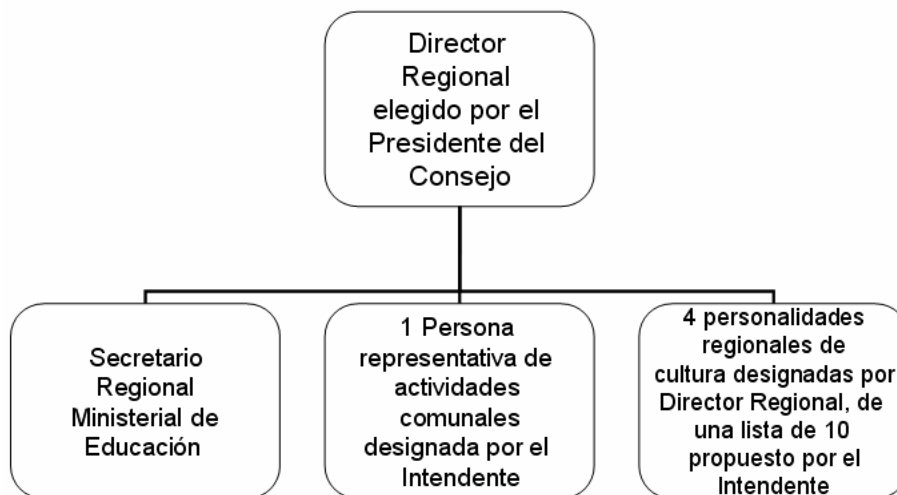 Director
Regional
elegido por el
Presidente del
Consejo
Secretario
Regional
Ministerial de
Educación
1 Persona
representativa de
actividades
comunales
designada por el
Intendente
4 personalidades
regionales de
cultura designadas por
Director Regional, de
una lista de 10
propuesto por el
Intendente